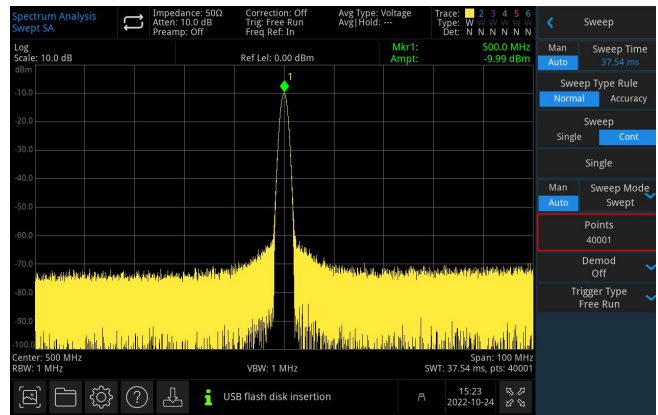 Spectrum Analysis
Swept SA
Impedance: 50Ω
Atten: 10.0 dB
Preamp: Off
Correction: Off
Trig: Free Run
Freq Ref: In
Avg Type: Voltage
Avg|Hold: ---
Trace: 1 2 3 4 5 6
Type: W W W W W W
Det: N N N N N N
Log
Scale: 10.0 dB
Ref Lel: 0.00 dBm
Mkr1: 500.0 MHz
Ampt: -9.99 dBm
dBm
1
-10.0
-20.0
-30.0
-40.0
-50.0
-60.0
-70.0
-80.0
-90.0
-100.0
Center: 500 MHz
RBW: 1 MHz
VBW: 1 MHz
Span: 100 MHz
SWT: 37.54 ms, pts: 40001
USB flash disk insertion
15:23
2022-10-24
Sweep
Man
Auto
Sweep Time
37.54 ms
Sweep Type Rule
Normal Accuracy
Sweep
Single Cont
Single
Man
Auto
Sweep Mode
Swept
Points
40001
Demod
Off
Trigger Type
Free Run